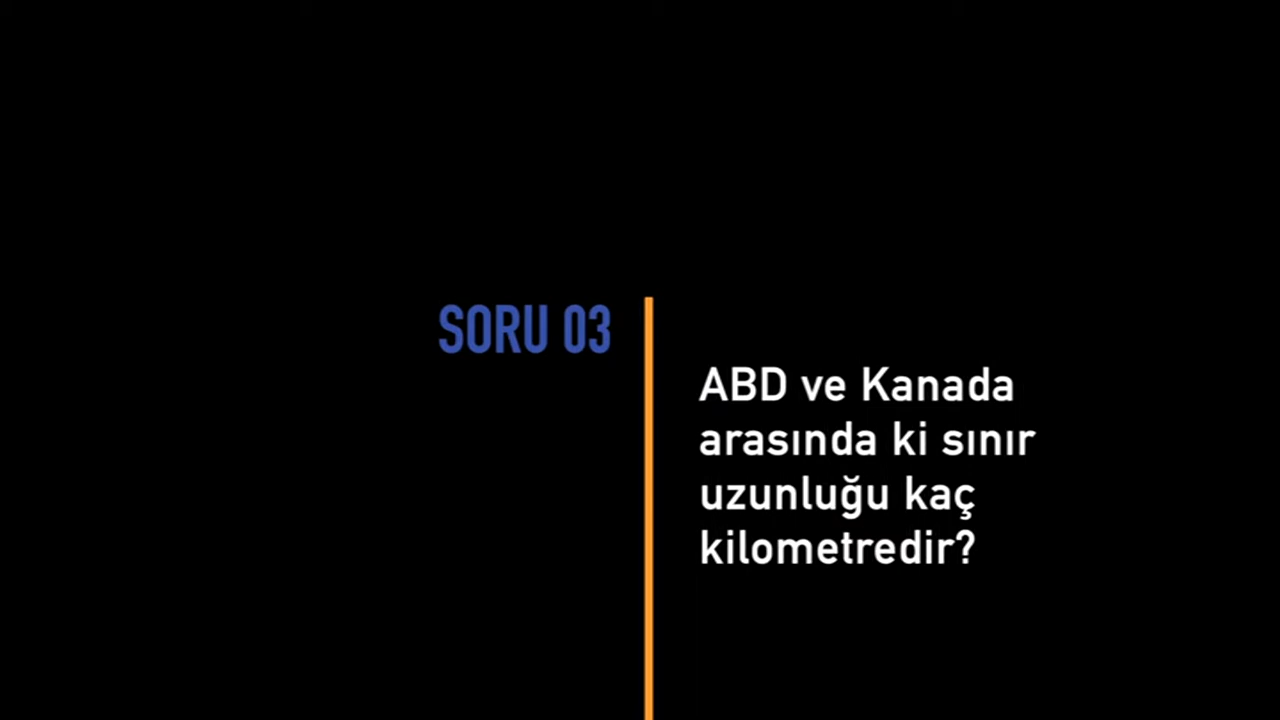 SORU 03
ABD ve Kanada
arasında ki sınır
uzunluğu kaç
kilometredir?